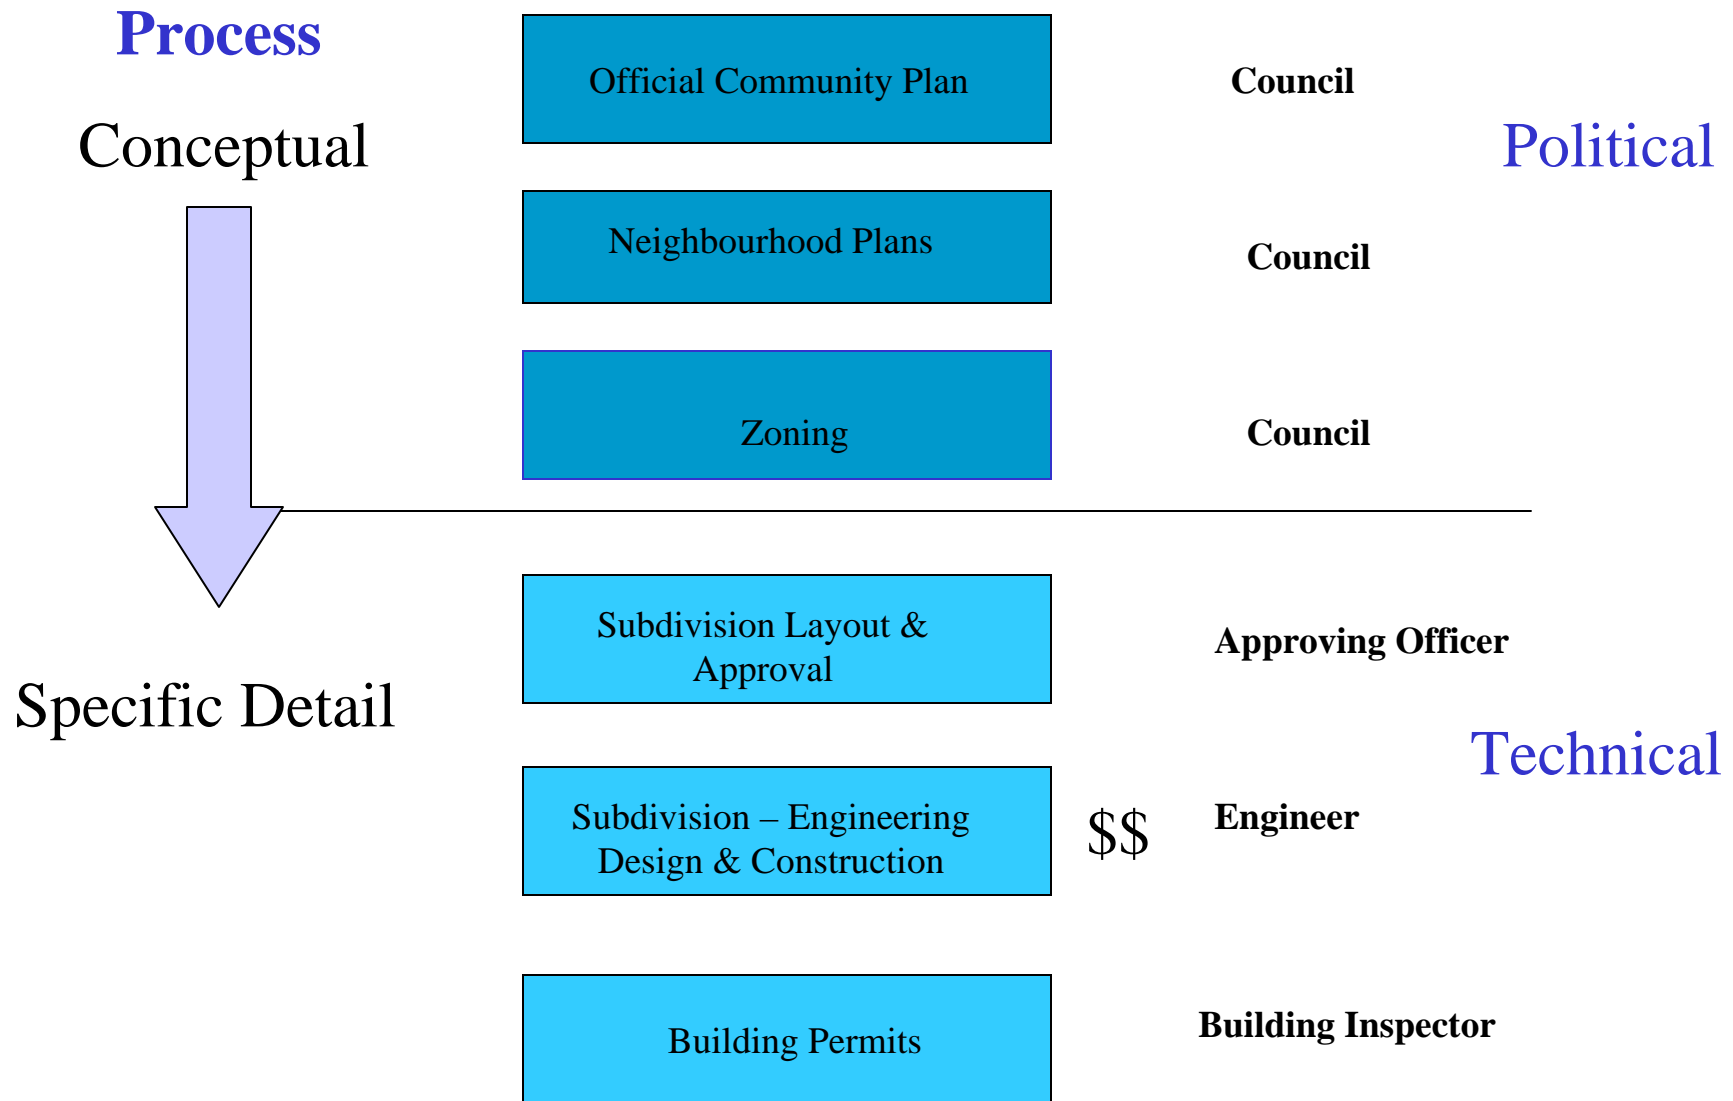 Process
Official Community Plan
Council
Conceptual
Political
Neighbourhood Plans
Council
Zoning
Council
Subdivision Layout &
Approval
Approving Officer
Specific Detail
Technical
Subdivision – Engineering
Design & Construction
$$
Engineer
Building Permits
Building Inspector